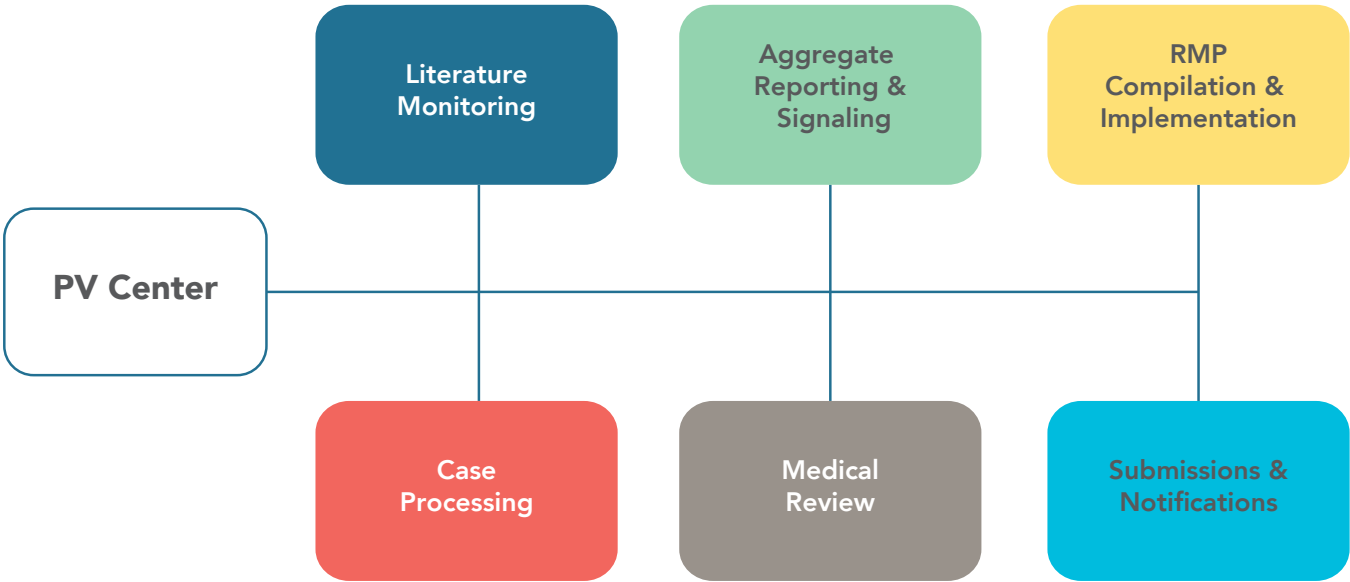 Literature
Monitoring
Aggregate
Reporting &
Signaling
RMP
Compilation &
Implementation
PV Center
Case
Processing
Medical
Review
Submissions &
Notifications